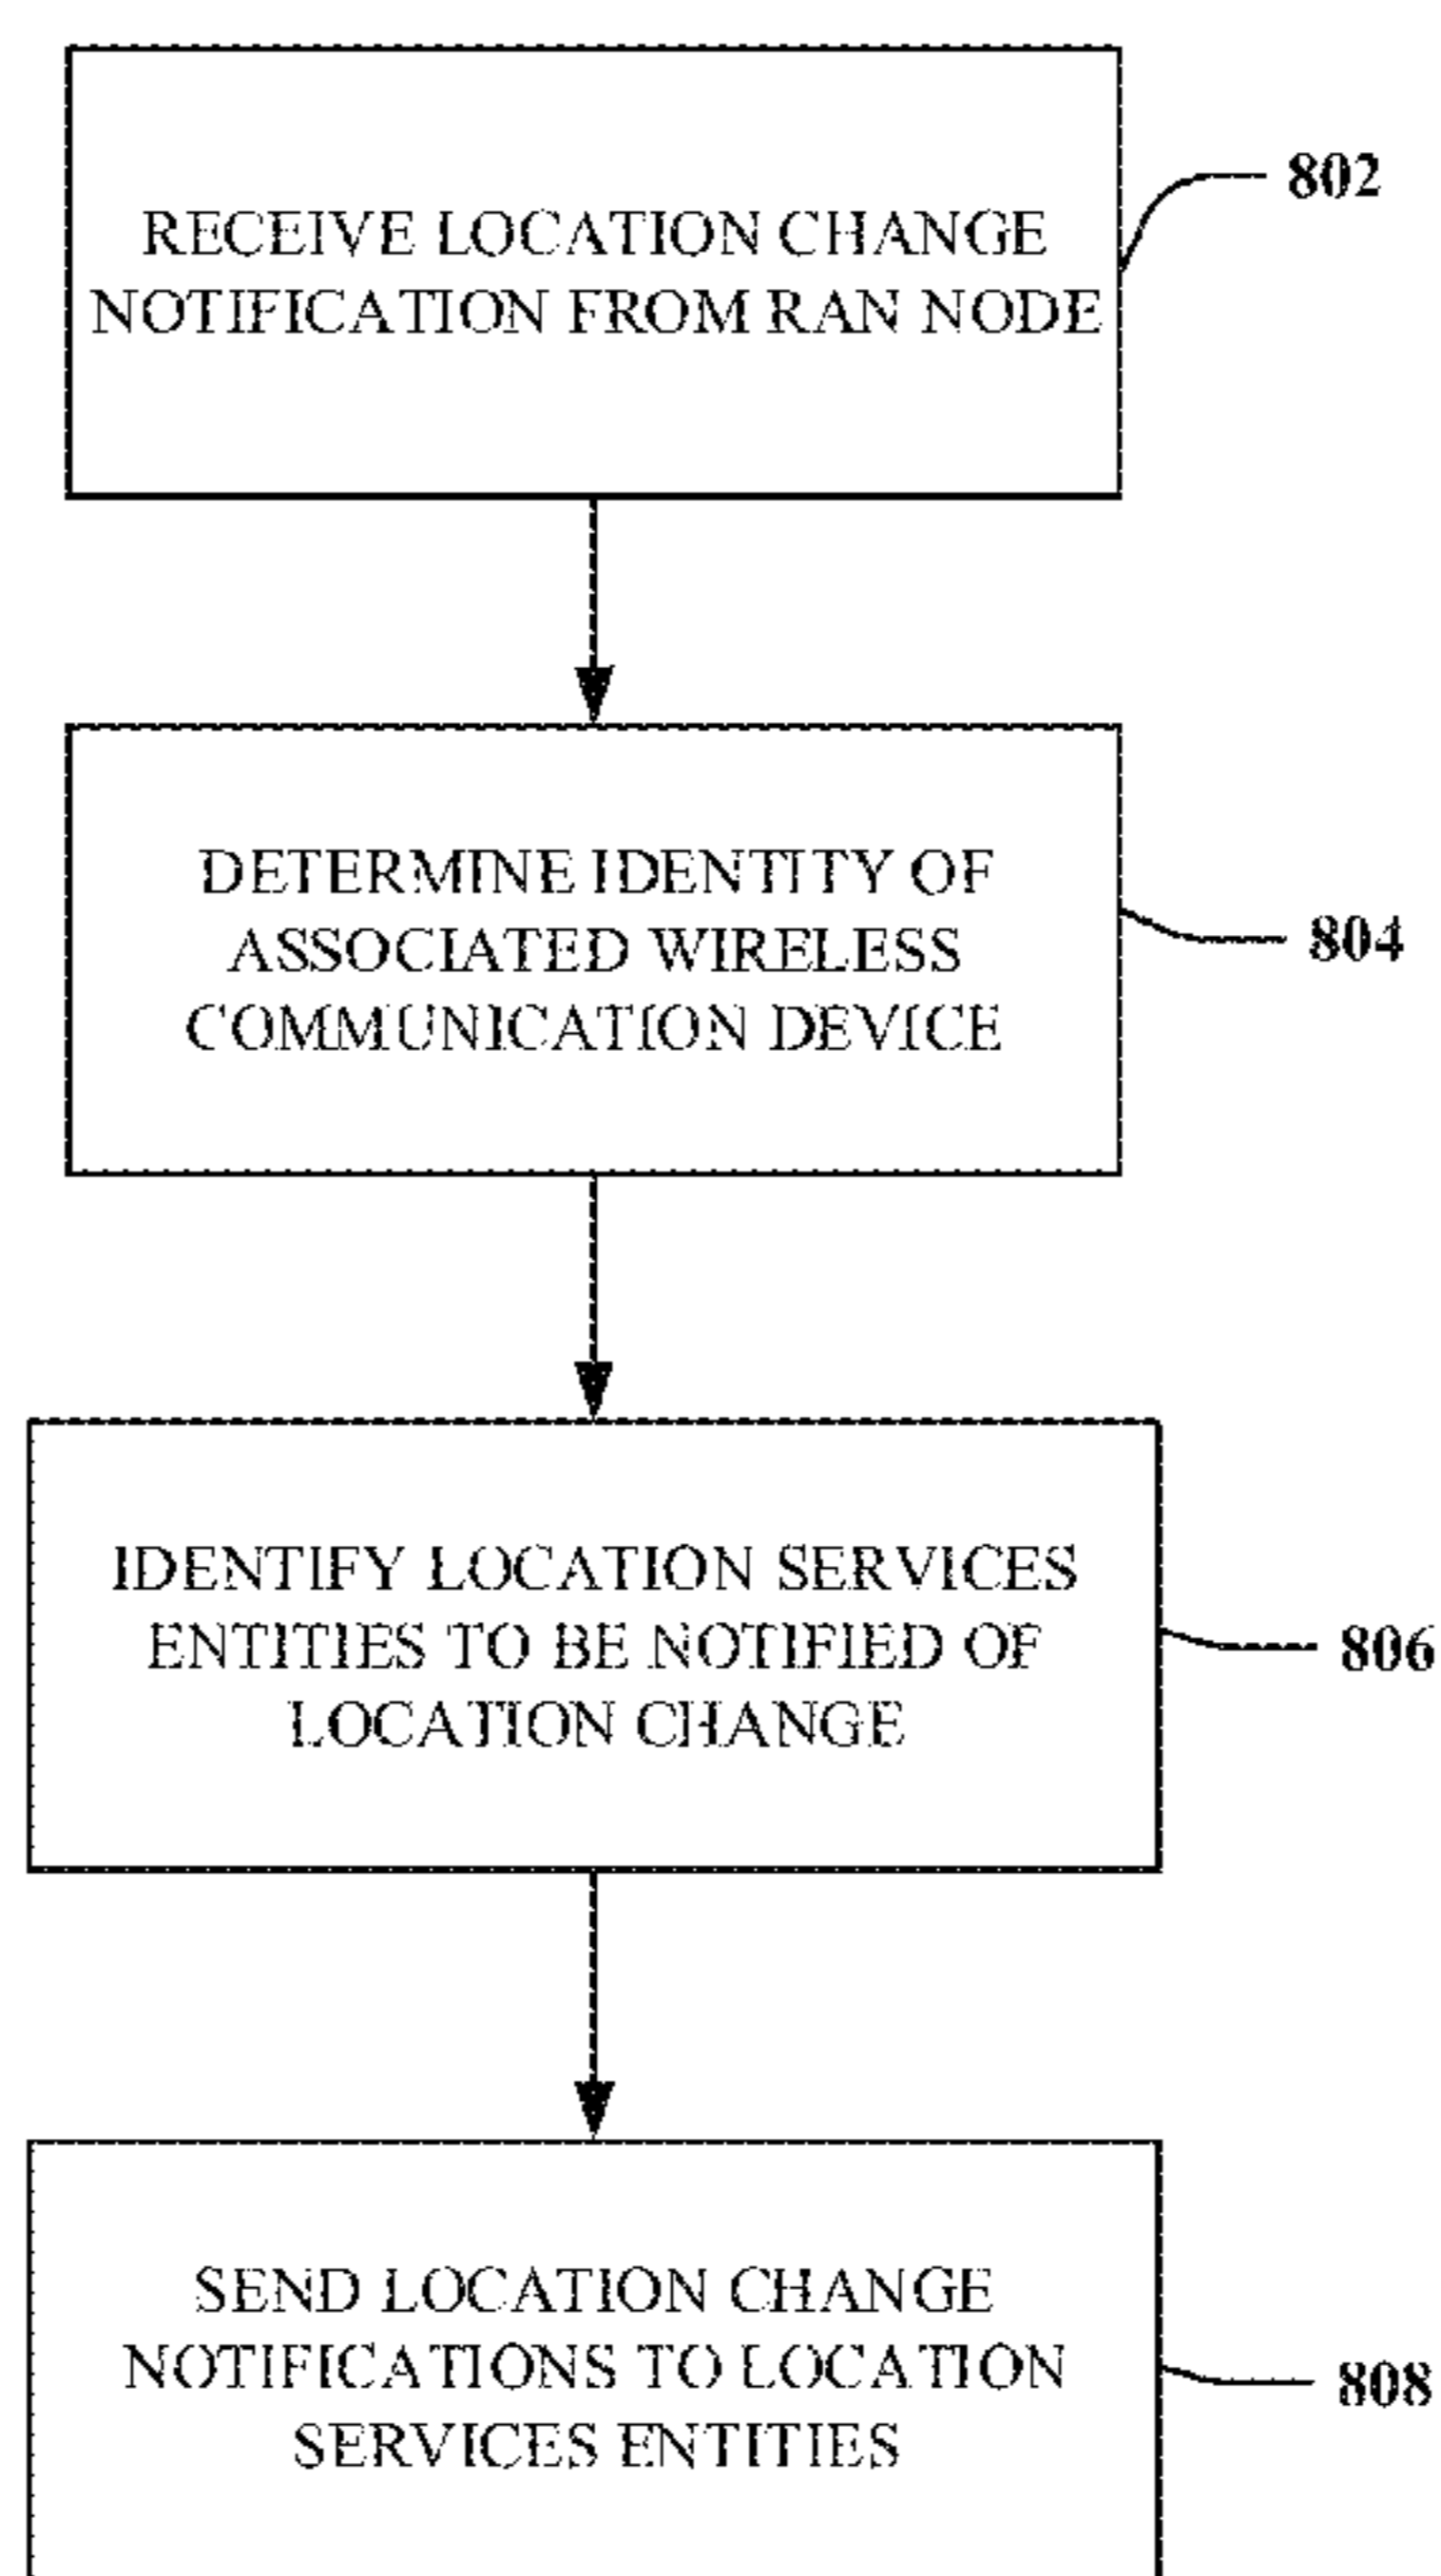 RECEIVE LOCATION CHANGE
NOTIFICATION FROM RAN NODE
802
DETERMINE IDENTITY OF
ASSOCIATED WIRELESS
COMMUNICATION DEVICE
804
IDENTIFY LOCATION SERVICES
ENTITIES TO BE NOTIFIED OF
LOCATION CHANGE
806
SEND LOCATION CHANGE
NOTIFICATIONS TO LOCATION
SERVICES ENTITIES
808